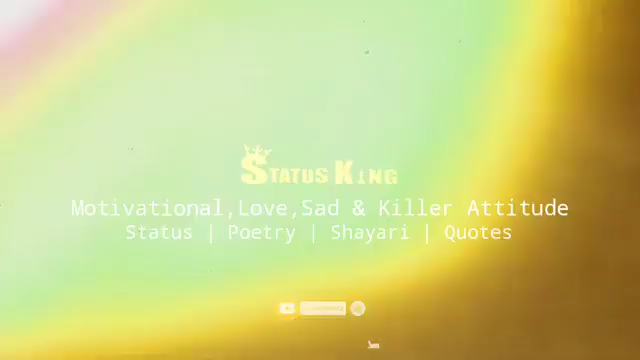 Status King
Motivational,Love,Sad & Killer Attitude
Status | Poetry | Shayari | Quotes